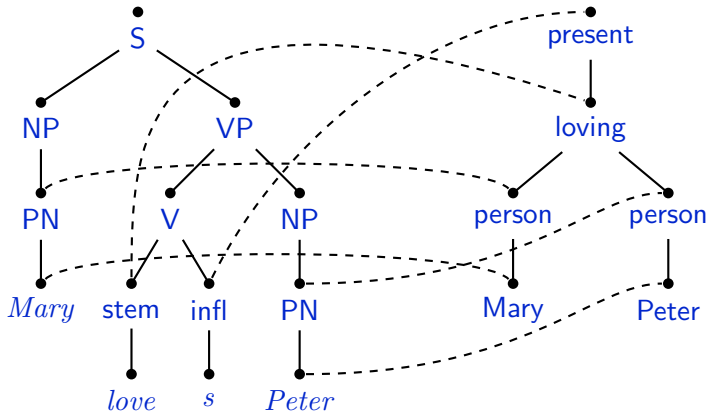 S present
NP VP loving
PN V NP person person
Mary stem infl PN Mary Peter
love s Peter